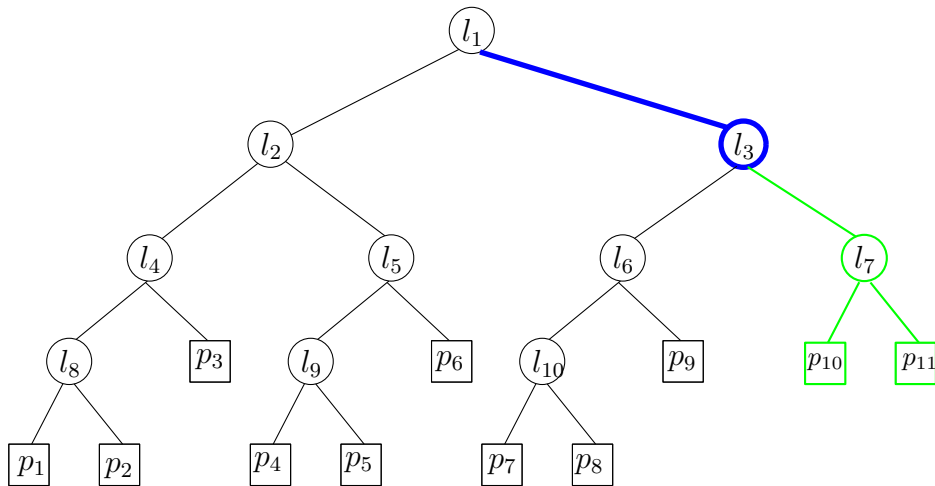 l₁
l₂ l₃
l₄ l₅ l₆ l₇
l₈ p₃ l₉ p₆ l₁₀ p₉ p₁₀ p₁₁
p₁ p₂ p₄ p₅ p₇ p₈